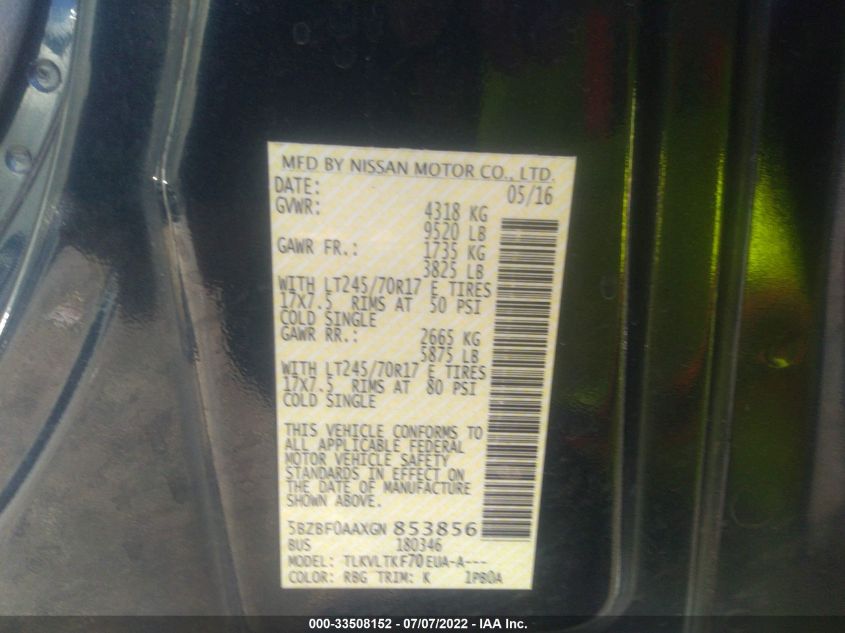 MFD BY NISSAN MOTOR CO., LTD.
DATE: 05/16
GVWR: 4318 KG
9520 LB
GAWR FR.: 1735 KG
3825 LB
WITH LT245/70R17 E TIRES
17X7.5 RIMS AT 50 PSI
COLD SINGLE
GAWR RR.: 2665 KG
5875 LB
WITH LT245/70R17 E TIRES
17X7.5 RIMS AT 80 PSI
COLD SINGLE
THIS VEHICLE CONFORMS TO
ALL APPLICABLE FEDERAL
MOTOR VEHICLE SAFETY
STANDARDS IN EFFECT ON
THE DATE OF MANUFACTURE
SHOWN ABOVE.
5BZBF0AAXGN 853856
BUS 180346
MODEL: TLKVLTKF70EUA-A---
COLOR: RBG TRIM: K 1PB0A
000-33508152 - 07/07/2022 - IAA Inc.